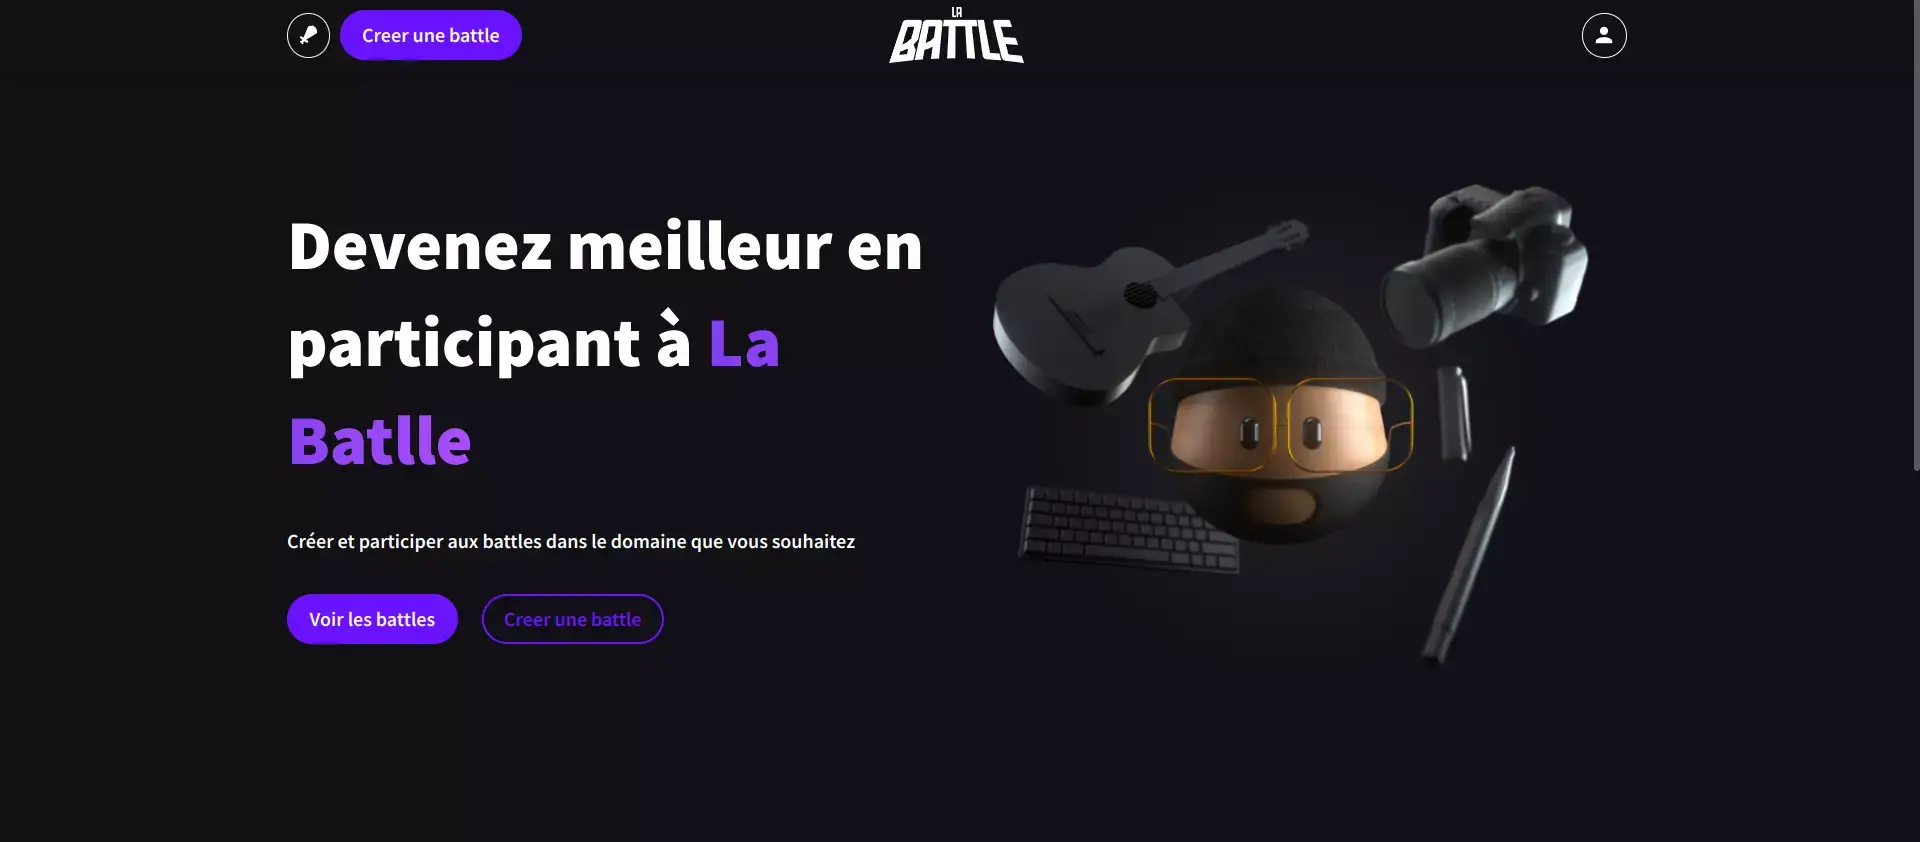 Creer une battle
LA
BATTLE
Devenez meilleur en
participant à La
Batlle
Créer et participer aux battles dans le domaine que vous souhaitez
Voir les battles
Creer une battle